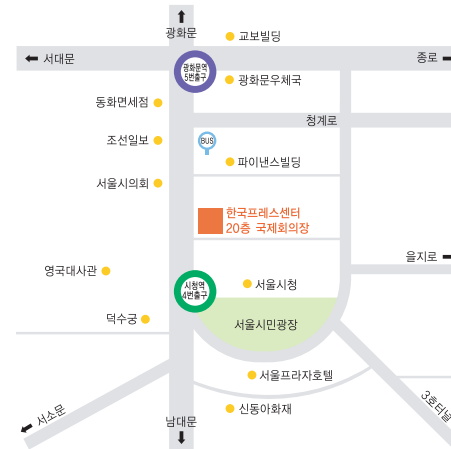 광화문
교보빌딩
서대문
종로
광화문역
5번출구
광화문우체국
동화면세점
청계로
조선일보
BUS
파이낸스빌딩
서울시의회
한국프레스센터
20층 국제회의장
을지로
영국대사관
시청역
4번출구
서울시청
덕수궁
서울시민광장
서울프라자호텔
3호터널
서소문
신동아화재
남대문